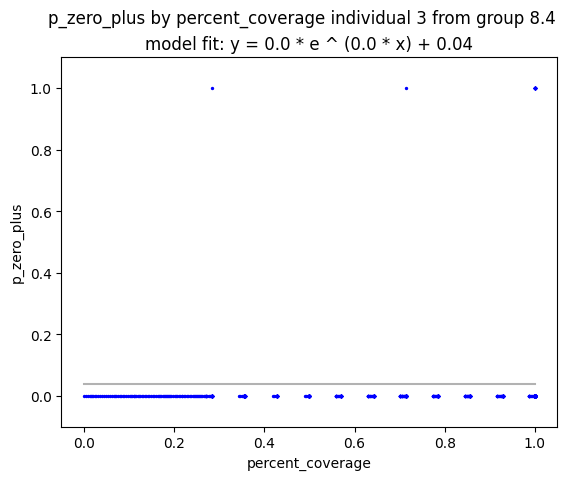 p_zero_plus by percent_coverage individual 3 from group 8.4
model fit: y = 0.0 * e ^ (0.0 * x) + 0.04
1.0
0.8
0.6
0.4
0.2
0.0
p_zero_plus
0.0 0.2 0.4 0.6 0.8 1.0
percent_coverage